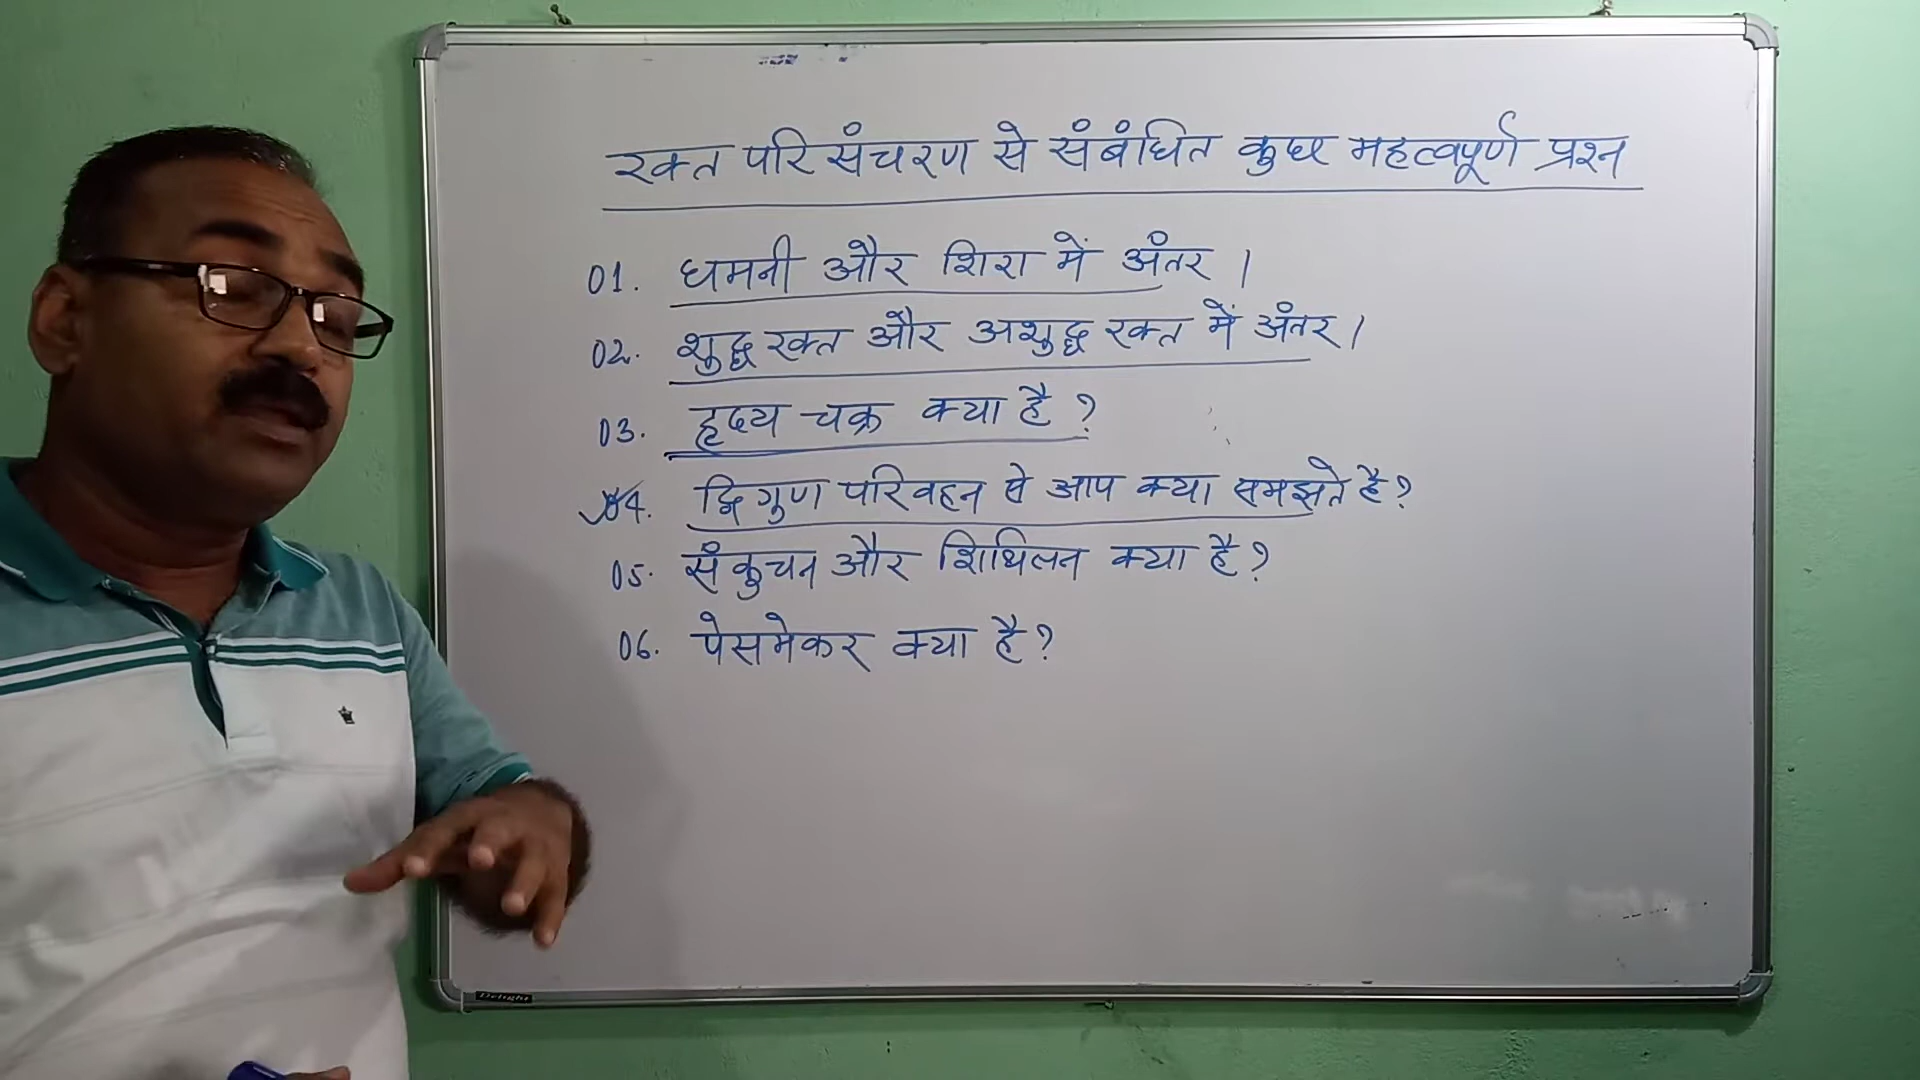 रक्त परिसंचरण से संबंधित कुछ महत्वपूर्ण प्रश्न
01. धमनी और शिरा में अंतर।
02. शुद्ध रक्त और अशुद्ध रक्त में अंतर।
03. हृदय चक्र क्या है?
04. द्विगुण परिवहन से आप क्या समझते है?
05. संकुचन और शिथिलन क्या है?
06. पेसमेकर क्या है?
Delight